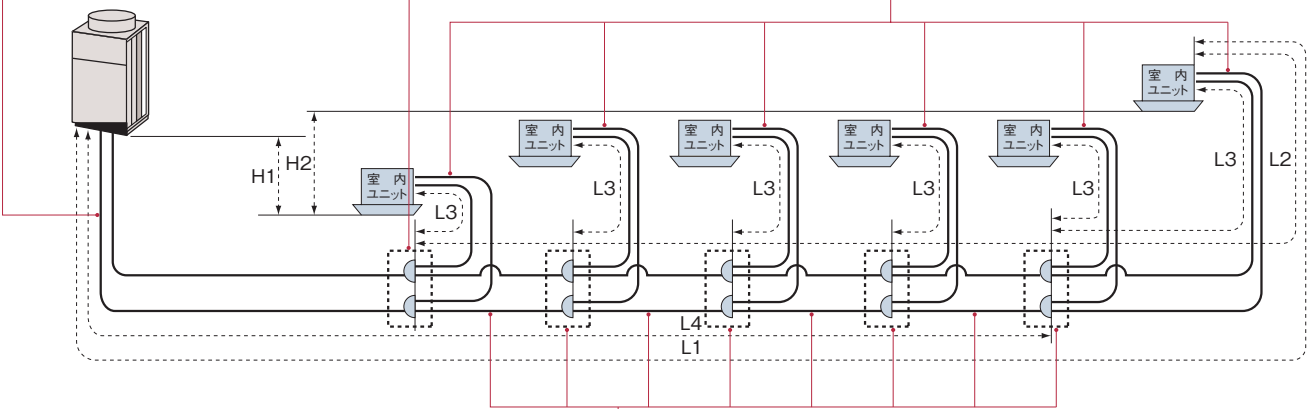 室 内
ユニット
室 内
ユニット
室 内
ユニット
室 内
ユニット
室 内
ユニット
室 内
ユニット
H1
H2
L3
L3
L3
L3
L3
L3
L2
L4
L1